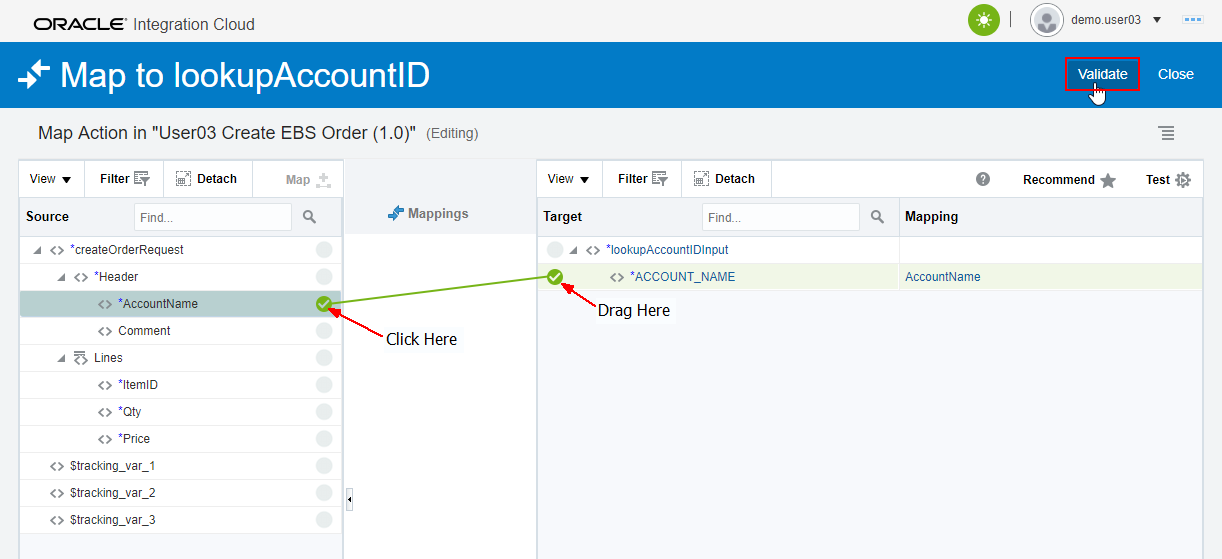 ORACLE Integration Cloud
demo.user03
Map to lookupAccountID
Validate
Close
Map Action in "User03 Create EBS Order (1.0)" (Editing)
View Filter Detach Map
Source Find...
*createOrderRequest
*Header
*AccountName
Comment
Lines
*ItemID
*Qty
*Price
$tracking_var_1
$tracking_var_2
$tracking_var_3
Mappings
Click Here
View Filter Detach ? Recommend Test
Target Find... Mapping
*lookupAccountIDInput
*ACCOUNT_NAME AccountName
Drag Here